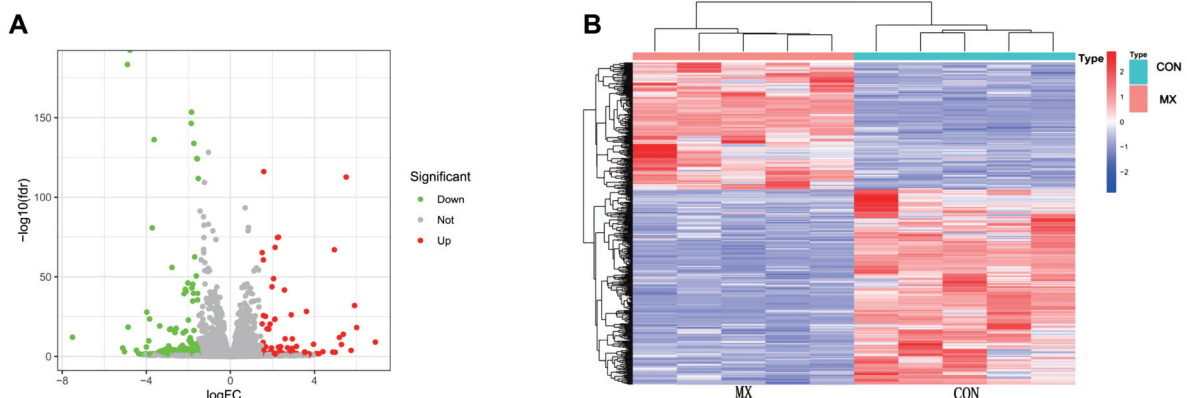 A
150
100
50
0
-log10(fdr)
-8
-4
0
4
logFC
Significant
Down
Not
Up
B
Type
2
1
0
-1
-2
Type
CON
MX
MX
CON